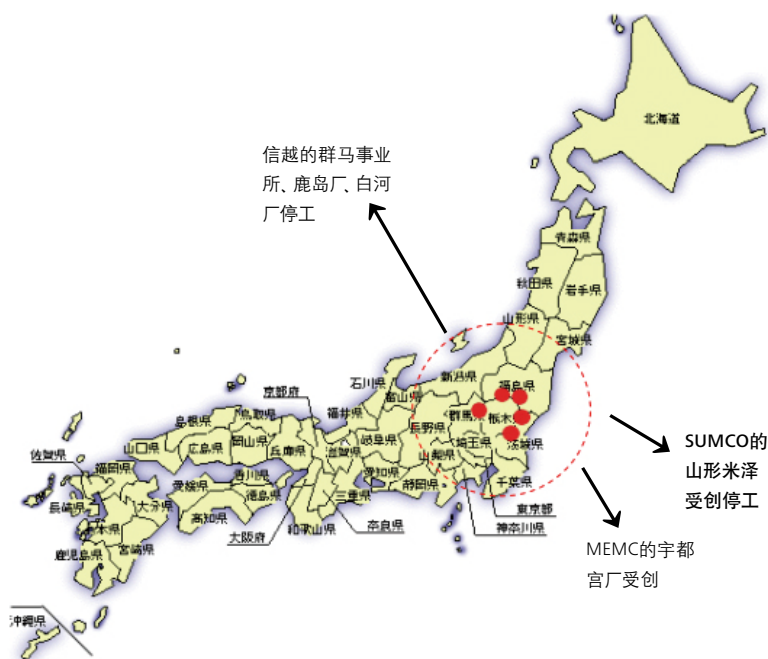 北海道
信越的群马事业
所、鹿岛厂、白河
厂停工
青森県
秋田県
岩手県
山形県
宮城県
新潟県
福島県
石川県
富山県
京都府
福井県
群馬県
栃木
長野県
鳥取県
島根県
岐阜県
埼玉県
茨城県
山口県
広島県
岡山県
兵庫県
滋賀県
山梨県
佐賀県
福岡県
愛知県
静岡県
千葉県
香川県
愛媛県
徳島県
三重県
長崎県
大分県
高知県
東京都
和歌山県
奈良県
神奈川県
大阪府
鹿児島県
宮崎県
SUMCO的
山形米泽
受创停工
MEMC的宇都
宫厂受创
沖縄県